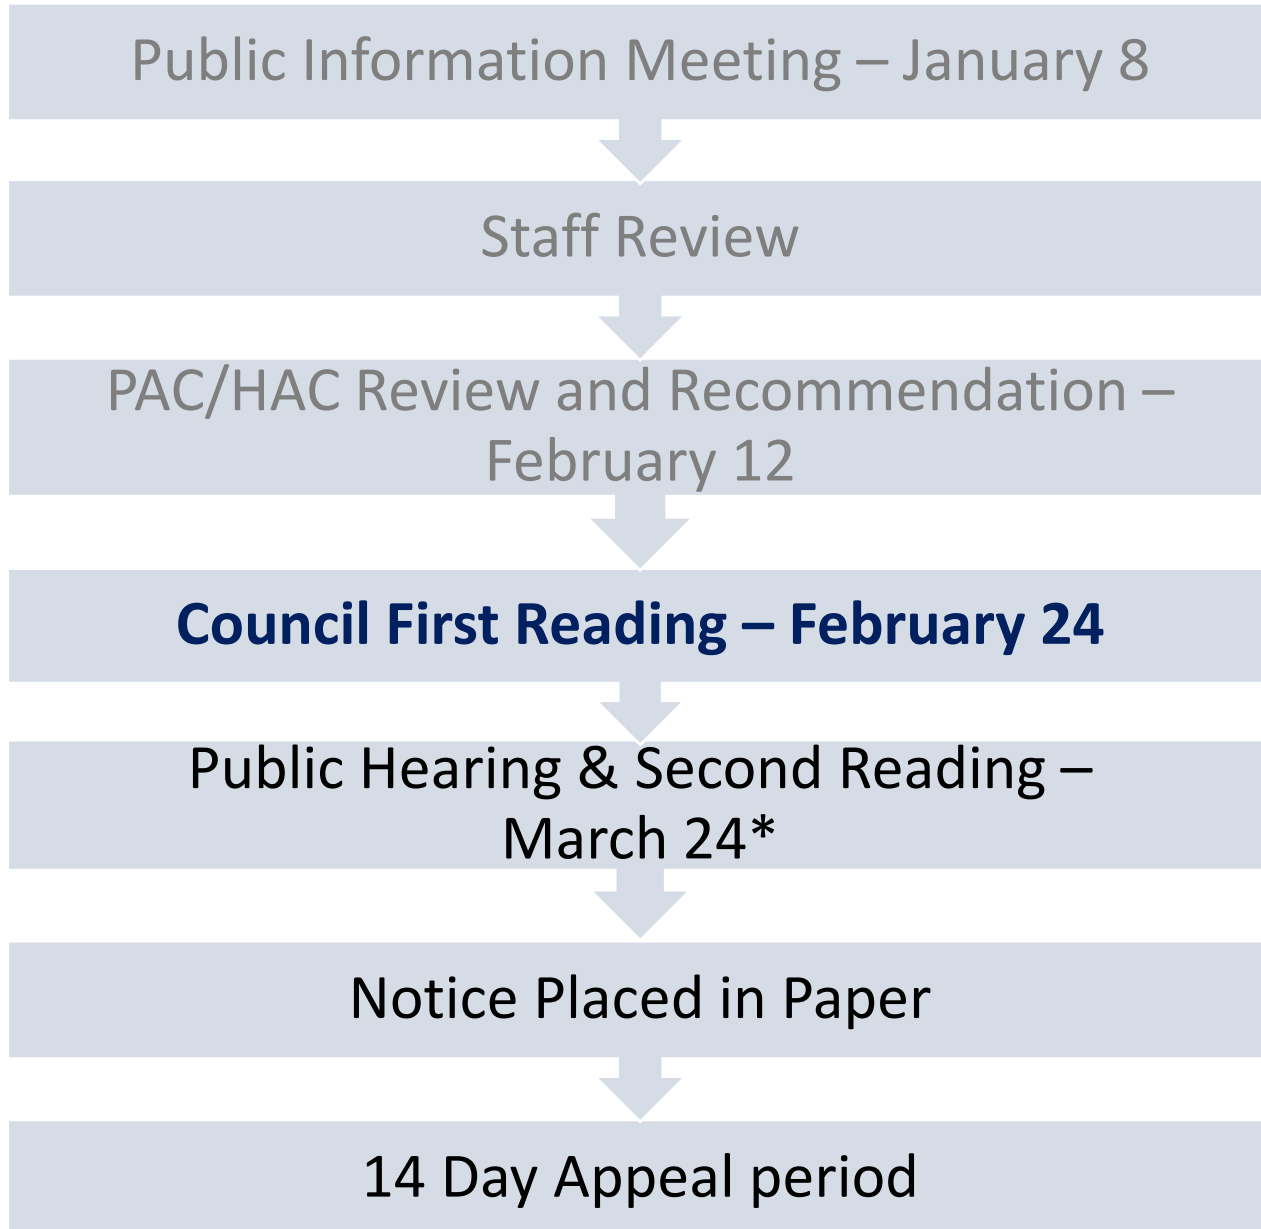 Public Information Meeting – January 8
Staff Review
PAC/HAC Review and Recommendation –
February 12
Council First Reading – February 24
Public Hearing & Second Reading –
March 24*
Notice Placed in Paper
14 Day Appeal period